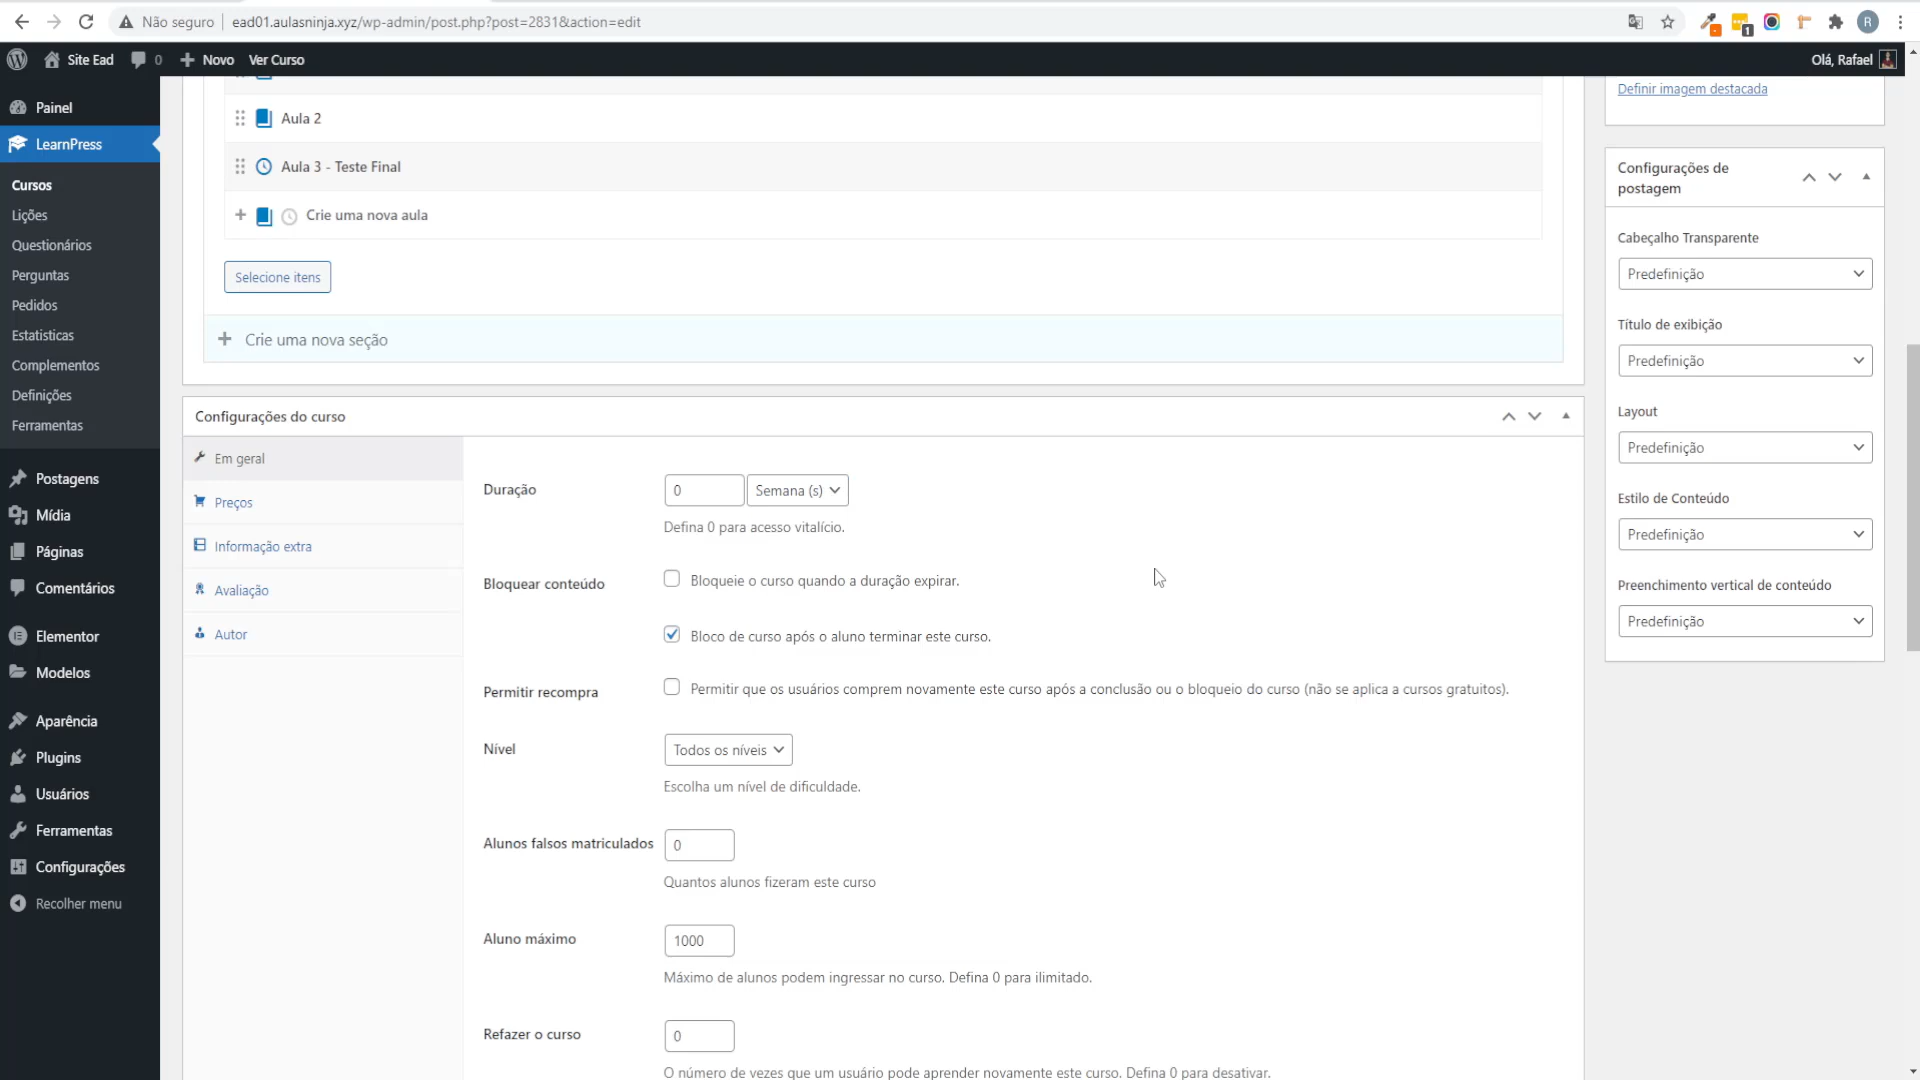 Não seguro
ead01.aulasninja.xyz/wp-admin/post.php?post=2831&action=edit
1
R
Site Ead
0
Novo
Ver Curso
Olá, Rafael
Painel
LearnPress
Cursos
Lições
Questionários
Perguntas
Pedidos
Estatisticas
Complementos
Definições
Ferramentas
Postagens
Mídia
Páginas
Comentários
Elementor
Modelos
Aparência
Plugins
Usuários
Ferramentas
Configurações
Recolher menu
Aula 2
Aula 3 - Teste Final
Crie uma nova aula
Selecione itens
Crie uma nova seção
Configurações do curso
Em geral
Preços
Informação extra
Avaliação
Autor
Duração
0
Semana (s)
Defina 0 para acesso vitalício.
Bloquear conteúdo
Bloqueie o curso quando a duração expirar.
Bloco de curso após o aluno terminar este curso.
Permitir recompra
Permitir que os usuários comprem novamente este curso após a conclusão ou o bloqueio do curso (não se aplica a cursos gratuitos).
Nível
Todos os níveis
Escolha um nível de dificuldade.
Alunos falsos matriculados
0
Quantos alunos fizeram este curso
Aluno máximo
1000
Máximo de alunos podem ingressar no curso. Defina 0 para ilimitado.
Refazer o curso
0
O número de vezes que um usuário pode aprender novamente este curso. Defina 0 para desativar.
Definir imagem destacada
Configurações de
postagem
Cabeçalho Transparente
Predefinição
Título de exibição
Predefinição
Layout
Predefinição
Estilo de Conteúdo
Predefinição
Preenchimento vertical de conteúdo
Predefinição